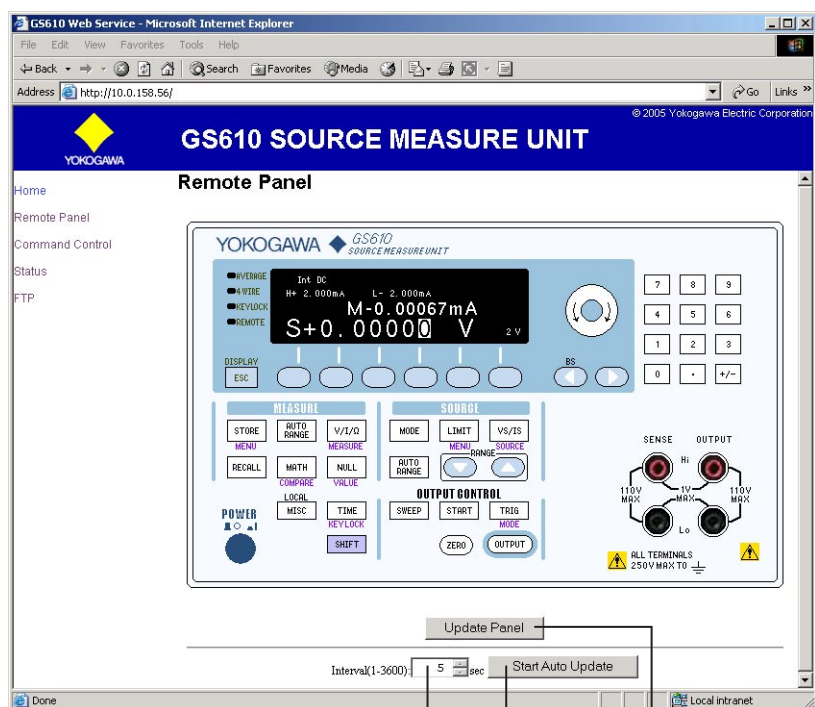 GS610 Web Service - Microsoft Internet Explorer
File Edit View Favorites Tools Help
Back Search Favorites Media
Address http://10.0.158.56/ Go Links »
© 2005 Yokogawa Electric Corporation
YOKOGAWA
GS610 SOURCE MEASURE UNIT
Home
Remote Panel
Command Control
Status
FTP
Remote Panel
YOKOGAWA ◆ GS610
SOURCE MEASURE UNIT
AVERAGE
4 WIRE
KEYLOCK
REMOTE
Int DC
H+ 2.000mA L- 2.000mA
M-0.00067mA
S+0.00000 V 2 V
DISPLAY
ESC
BS
7 8 9
4 5 6
1 2 3
0 . +/-
MEASURE
STORE AUTO RANGE V/I/Ω
MENU MEASURE
RECALL MATH NULL
COMPARE VALUE
LOCAL
MISC TIME
KEYLOCK
SHIFT
POWER
SOURCE
MODE LIMIT VS/IS
MENU SOURCE
RANGE
AUTO RANGE
OUTPUT CONTROL
SWEEP START TRIG
MODE
ZERO OUTPUT
SENSE OUTPUT
Hi
110V MAX 1V MAX 110V MAX
Lo
ALL TERMINALS
250V MAX TO
Update Panel
Interval(1-3600): 5 sec Start Auto Update
Done Local intranet